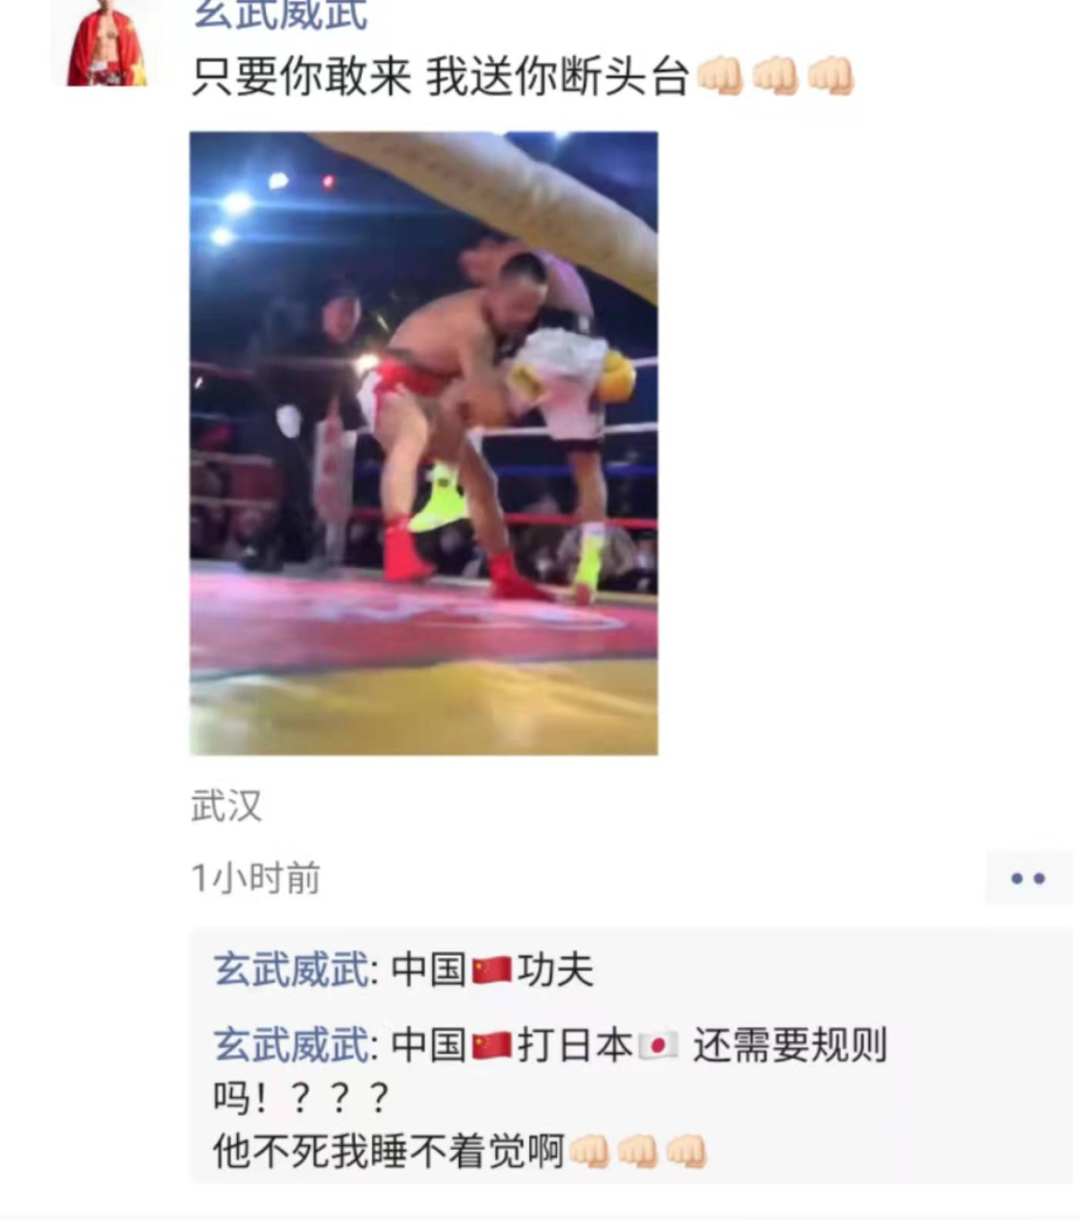 玄武威武
只要你敢来 我送你断头台👊🏻👊🏻👊🏻
武汉
1小时前
玄武威武: 中国🇨🇳功夫
玄武威武: 中国🇨🇳打日本🇯🇵 还需要规则
吗！？？？
他不死我睡不着觉啊👊🏻👊🏻👊🏻